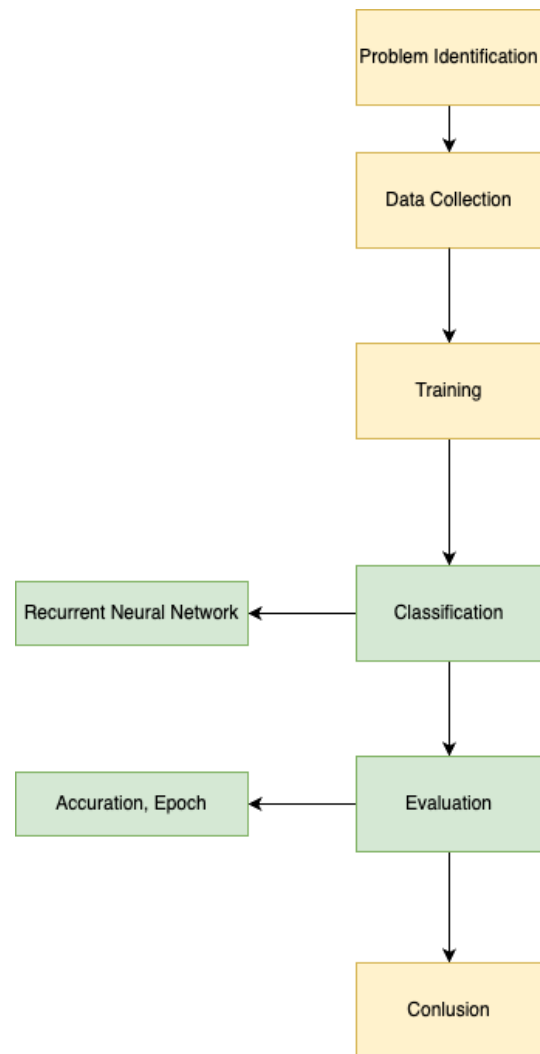 Problem Identification
Data Collection
Training
Recurrent Neural Network
Classification
Accuration, Epoch
Evaluation
Conlusion